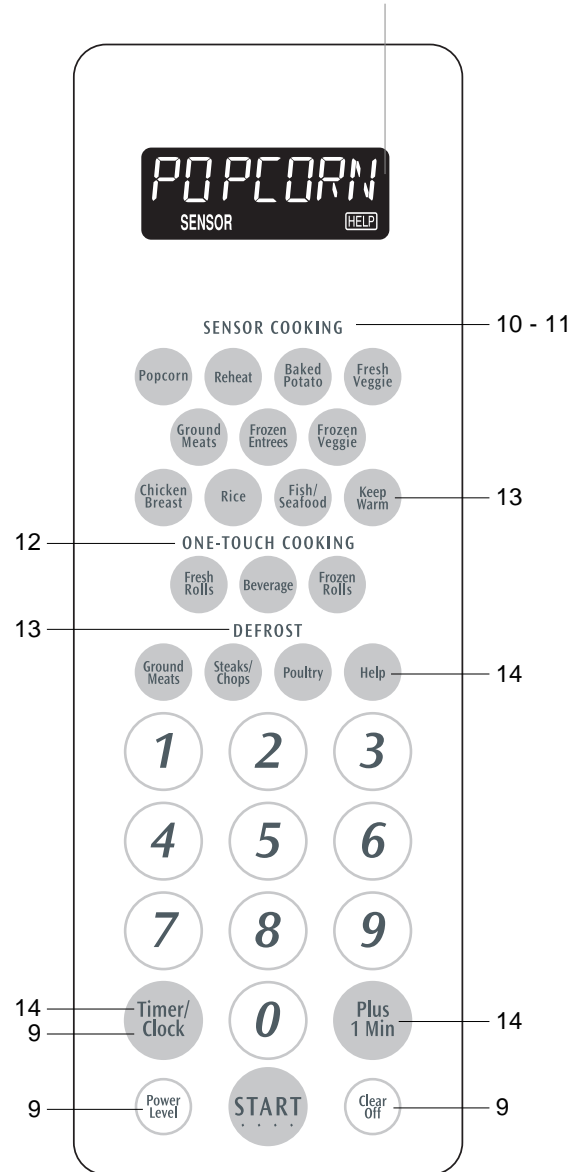 POPCORN
SENSOR HELP
SENSOR COOKING 10 - 11
Popcorn Reheat Baked Potato Fresh Veggie
Ground Meats Frozen Entrees Frozen Veggie
Chicken Breast Rice Fish/ Seafood Keep Warm 13
12 ONE-TOUCH COOKING
Fresh Rolls Beverage Frozen Rolls
13 DEFROST
Ground Meats Steaks/ Chops Poultry Help 14
1 2 3
4 5 6
7 8 9
14 Timer/ 0 Plus
9 Clock 1 Min 14
9 Power Level START Clear Off 9